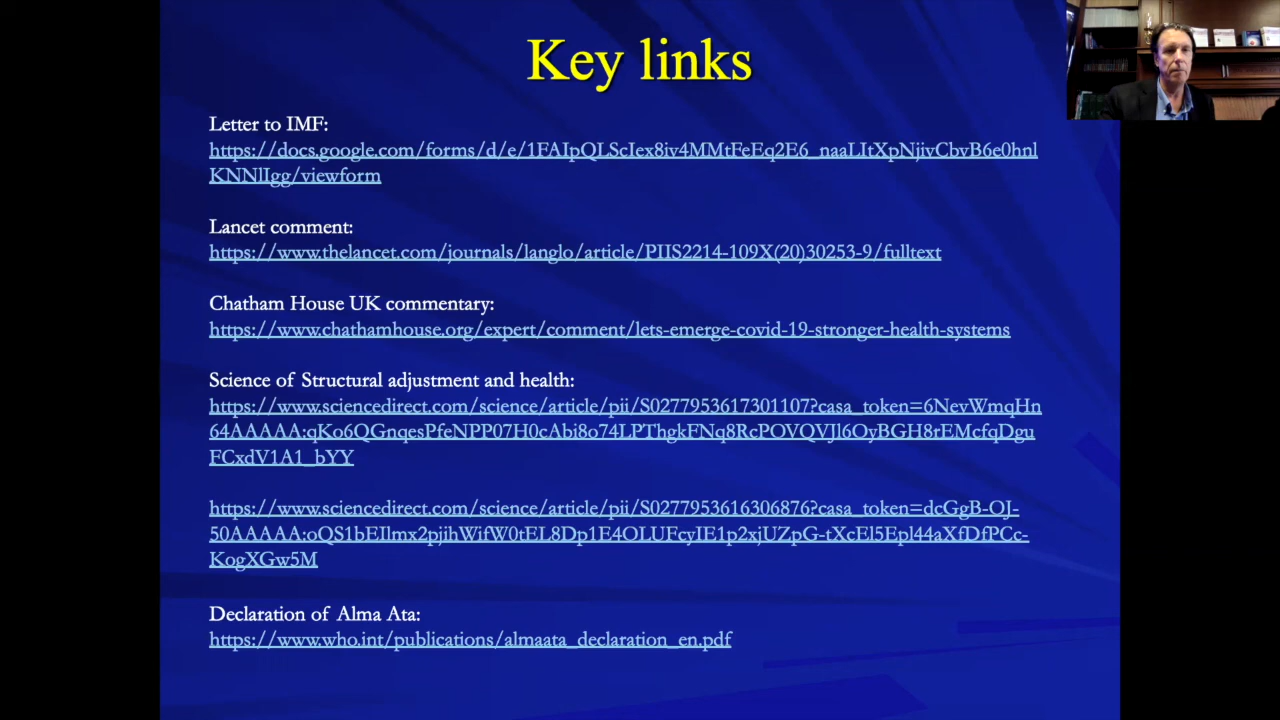 Key links
Letter to IMF:
https://docs.google.com/forms/d/e/1FAIpQLScIex8iv4MMtFeEq2E6_naaLItXpNjivCbvB6e0hnl
KNNlIgg/viewform
Lancet comment:
https://www.thelancet.com/journals/langlo/article/PIIS2214-109X(20)30253-9/fulltext
Chatham House UK commentary:
https://www.chathamhouse.org/expert/comment/lets-emerge-covid-19-stronger-health-systems
Science of Structural adjustment and health:
https://www.sciencedirect.com/science/article/pii/S0277953617301107?casa_token=6NevWmqHn
64AAAAA:qKo6QGnqesPfeNPP07H0cAbi8o74LPThgkFNq8RcPOVQVJl6OyBGH8rEMcfqDgu
FCxdV1A1_bYY
https://www.sciencedirect.com/science/article/pii/S0277953616306876?casa_token=dcGgB-OJ-
50AAAAA:oQS1bEIlmx2pjihWifW0tEL8Dp1E4OLUFcyIE1p2xjUZpG-tXcEl5Epl44aXfDfPCc-
KogXGw5M
Declaration of Alma Ata:
https://www.who.int/publications/almaata_declaration_en.pdf